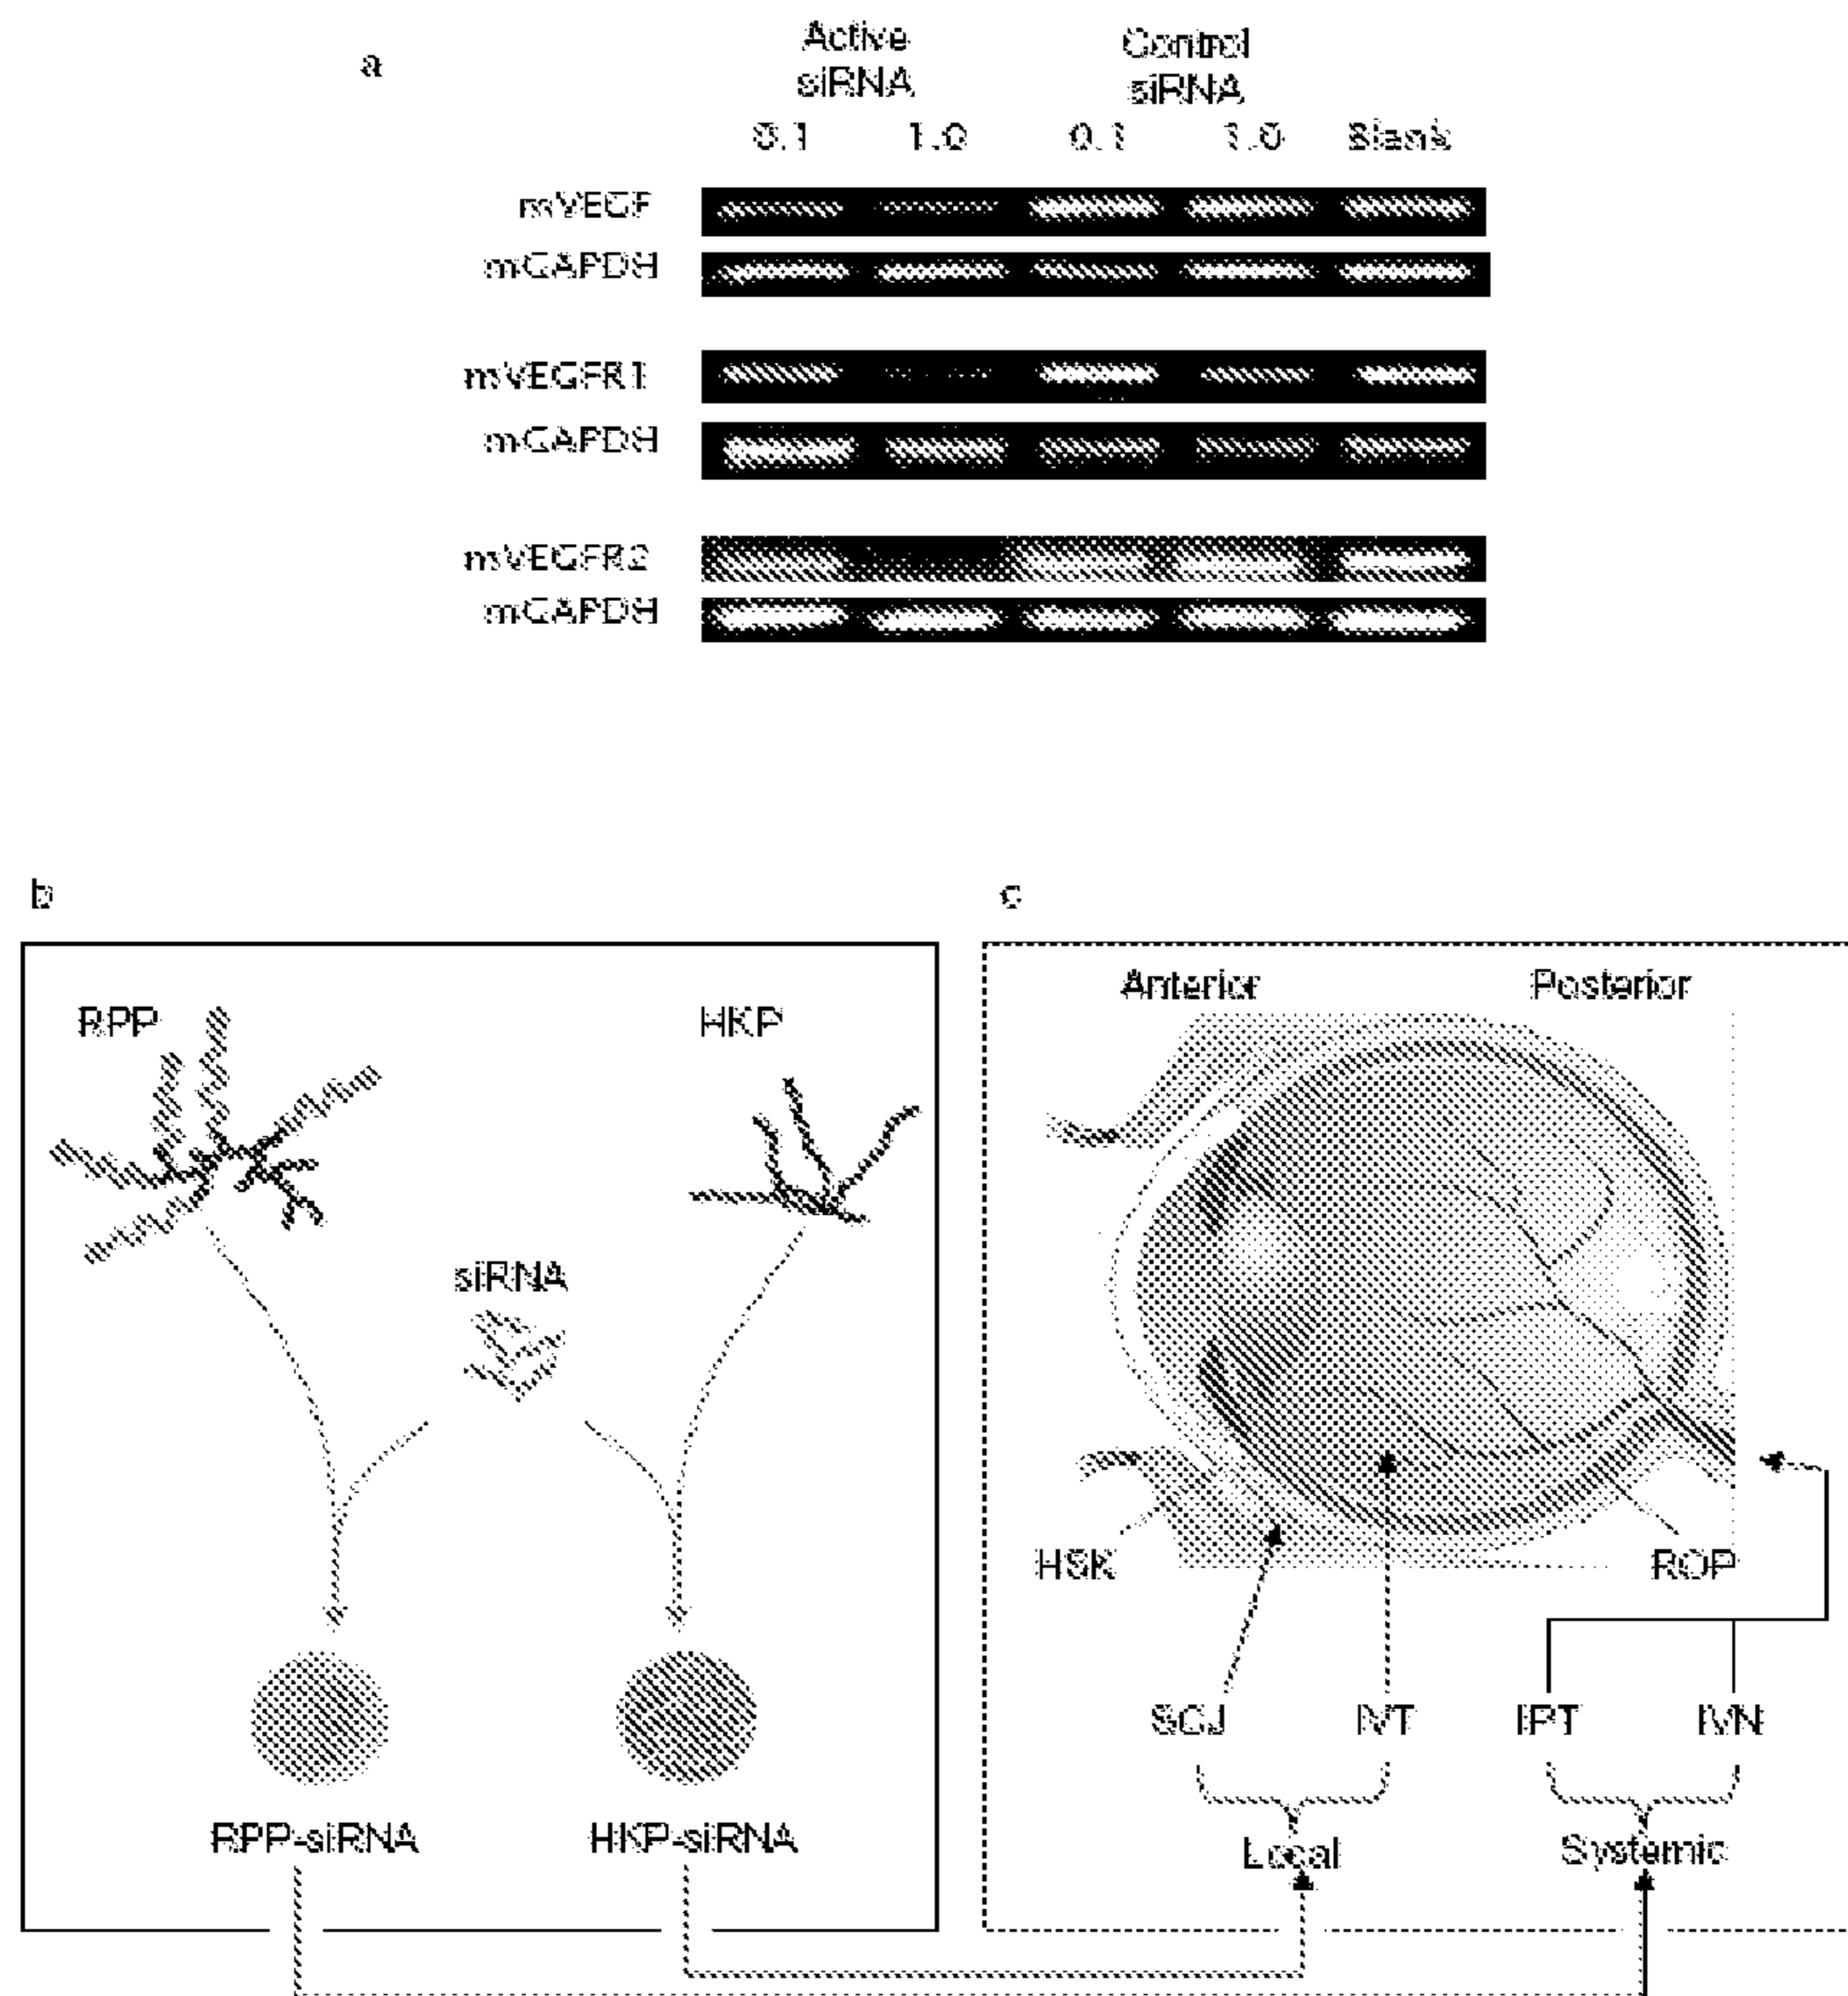 a
Active
siRNA
Control
siRNA
0.1 1.0 0.1 1.0 Blank
mVEGF
mGAPDH
mVEGFR1
mGAPDH
mVEGFR2
mGAPDH
b
RPP
HKP
siRNA
RPP-siRNA
HKP-siRNA
c
Anterior
Posterior
HSK
ROP
SCJ
IVT
IPT
IVN
Local
Systemic